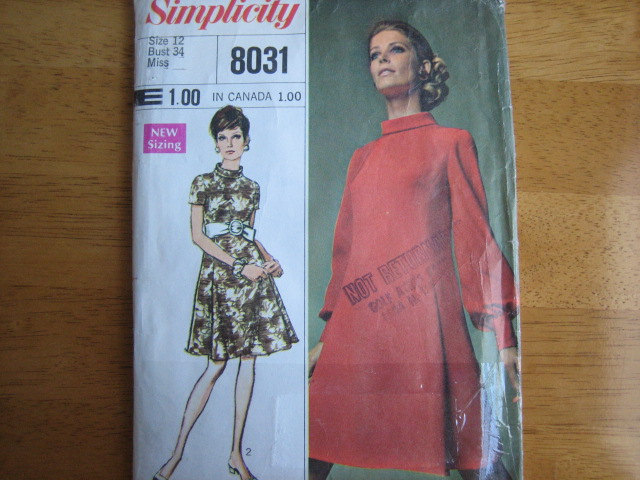 Simplicity
Size 12
Bust 34
Miss
8031
1.00 IN CANADA 1.00
NEW
Sizing
NOT RETURNABLE
2